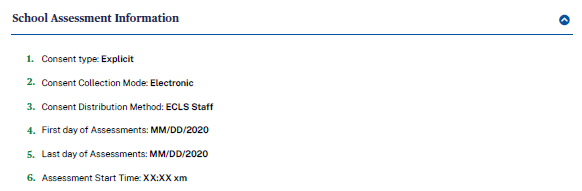 School Assessment Information
1. Consent type: Explicit
2. Consent Collection Mode: Electronic
3. Consent Distribution Method: ECLS Staff
4. First day of Assessments: MM/DD/2020
5. Last day of Assessments: MM/DD/2020
6. Assessment Start Time: XX:XX xm